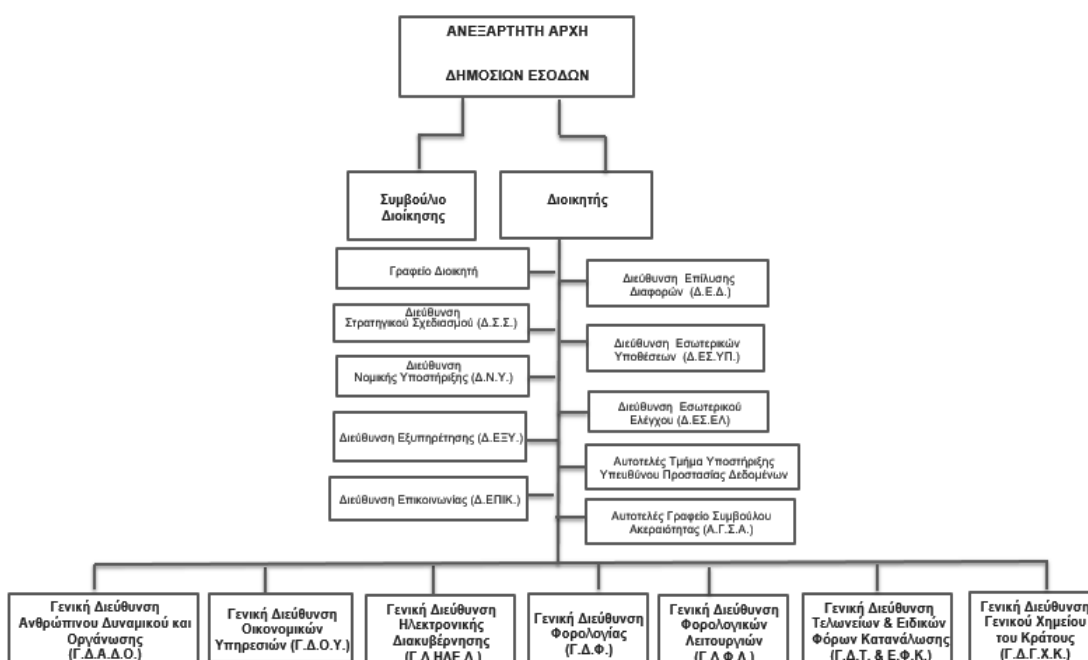 ΑΝΕΞΑΡΤΗΤΗ ΑΡΧΗ
ΔΗΜΟΣΙΩΝ ΕΣΟΔΩΝ
Συμβούλιο
Διοίκησης
Διοικητής
Γραφείο Διοικητή
Διεύθυνση
Στρατηγικού Σχεδιασμού (Δ.Σ.Σ.)
Διεύθυνση
Νομικής Υποστήριξης (Δ.Ν.Υ.)
Διεύθυνση Εξυπηρέτησης (Δ.ΕΞΥ.)
Διεύθυνση Επικοινωνίας (Δ.ΕΠΙΚ.)
Διεύθυνση Επίλυσης
Διαφορών (Δ.Ε.Δ.)
Διεύθυνση Εσωτερικών
Υποθέσεων (Δ.ΕΣ.ΥΠ.)
Διεύθυνση Εσωτερικού
Ελέγχου (Δ.ΕΣ.ΕΛ)
Αυτοτελές Τμήμα Υποστήριξης
Υπευθύνου Προστασίας Δεδομένων
Αυτοτελές Γραφείο Συμβούλου
Ακεραιότητας (Α.Γ.Σ.Α.)
Γενική Διεύθυνση
Ανθρώπινου Δυναμικού και
Οργάνωσης
(Γ.Δ.Α.Δ.Ο.)
Γενική Διεύθυνση
Οικονομικών
Υπηρεσιών (Γ.Δ.Ο.Υ.)
Γενική Διεύθυνση
Ηλεκτρονικής
Διακυβέρνησης
(Γ.Δ.ΗΛΕ.Δ.)
Γενική Διεύθυνση
Φορολογίας
(Γ.Δ.Φ.)
Γενική Διεύθυνση
Φορολογικών
Λειτουργιών
(Γ.Δ.Φ.Λ.)
Γενική Διεύθυνση
Τελωνείων & Ειδικών
Φόρων Κατανάλωσης
(Γ.Δ.Τ. & Ε.Φ.Κ.)
Γενική Διεύθυνση
Γενικού Χημείου
του Κράτους
(Γ.Δ.Γ.Χ.Κ.)